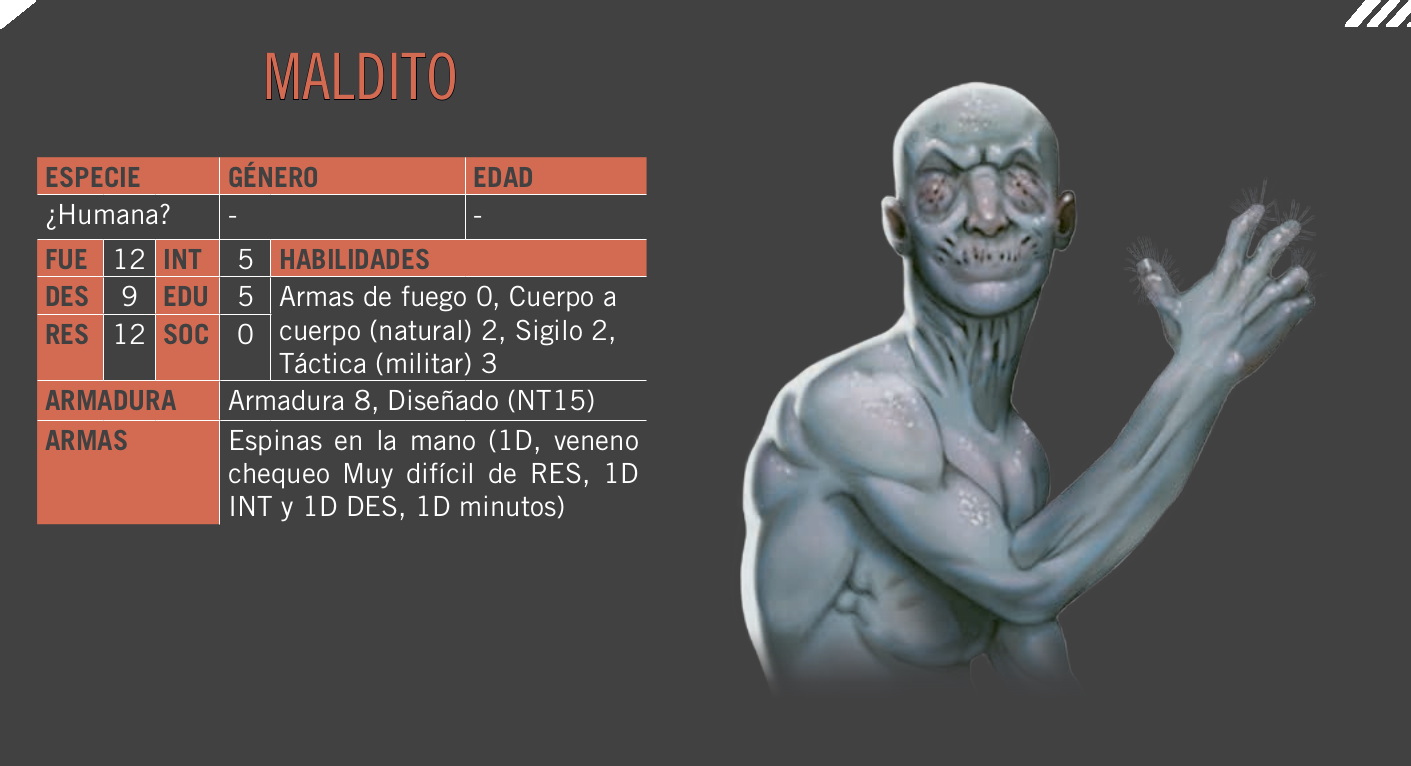 MALDITO
ESPECIE GÉNERO EDAD
¿Humana? - -
FUE 12 INT 5 HABILIDADES
DES 9 EDU 5 Armas de fuego 0, Cuerpo a
RES 12 SOC 0 cuerpo (natural) 2, Sigilo 2,
Táctica (militar) 3
ARMADURA Armadura 8, Diseñado (NT15)
ARMAS Espinas en la mano (1D, veneno
chequeo Muy difícil de RES, 1D
INT y 1D DES, 1D minutos)